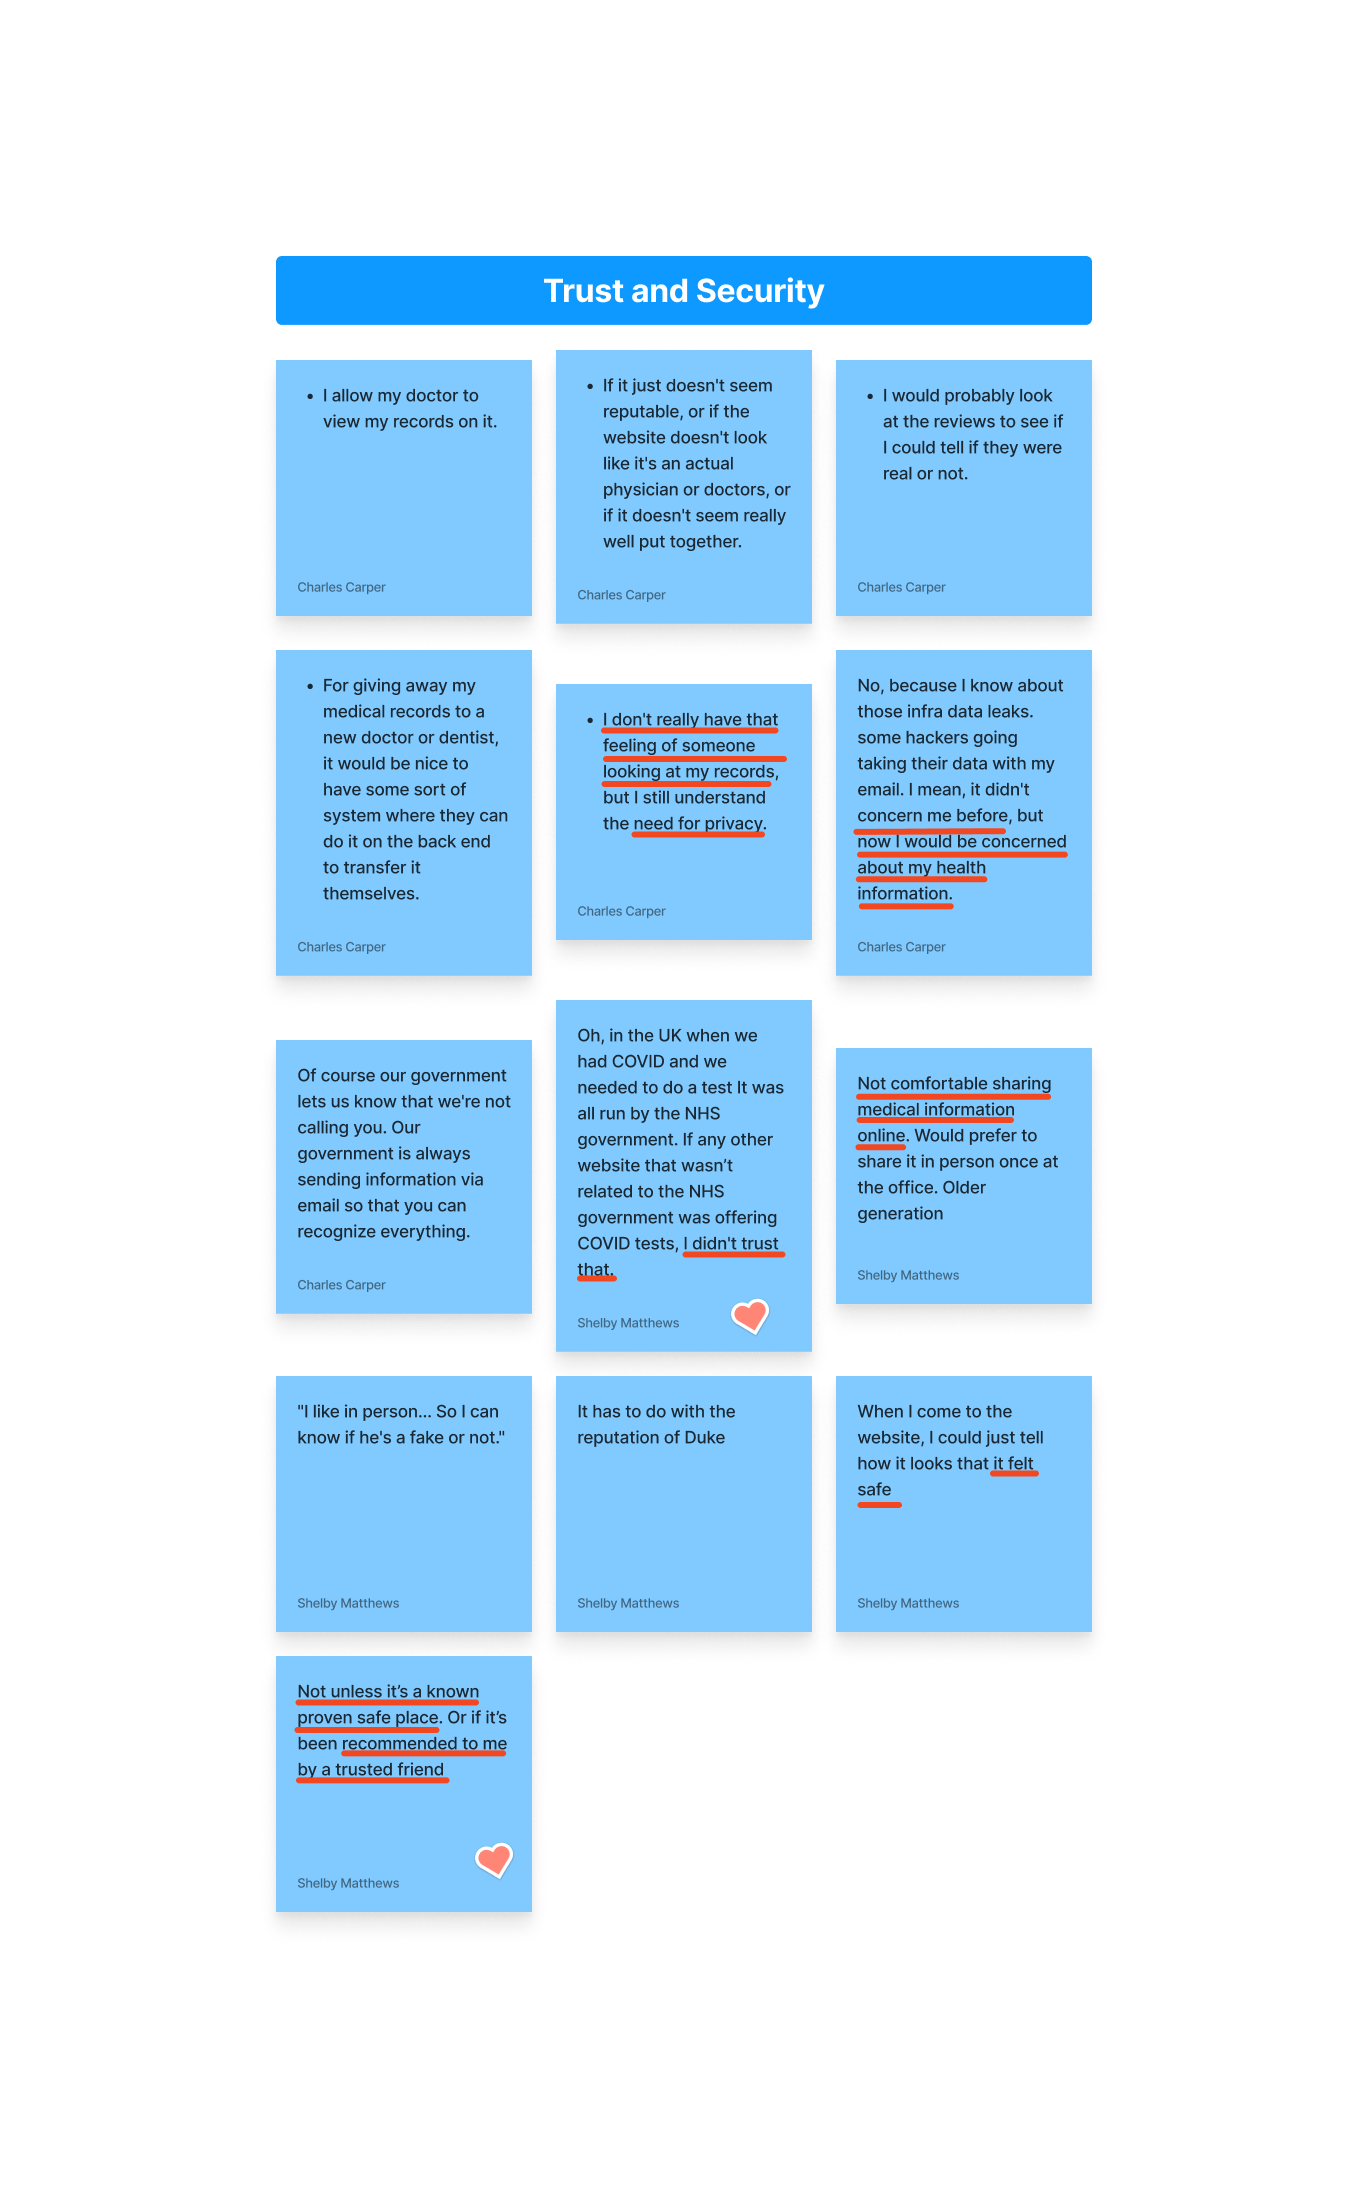 Trust and Security
• I allow my doctor to
view my records on it.
Charles Carper
• If it just doesn't seem
reputable, or if the
website doesn't look
like it's an actual
physician or doctors, or
if it doesn't seem really
well put together.
Charles Carper
• I would probably look
at the reviews to see if
I could tell if they were
real or not.
Charles Carper
• For giving away my
medical records to a
new doctor or dentist,
it would be nice to
have some sort of
system where they can
do it on the back end
to transfer it
themselves.
Charles Carper
• I don't really have that
feeling of someone
looking at my records,
but I still understand
the need for privacy.
Charles Carper
No, because I know about
those infra data leaks.
some hackers going
taking their data with my
email. I mean, it didn't
concern me before, but
now I would be concerned
about my health
information.
Charles Carper
Of course our government
lets us know that we're not
calling you. Our
government is always
sending information via
email so that you can
recognize everything.
Charles Carper
Oh, in the UK when we
had COVID and we
needed to do a test It was
all run by the NHS
government. If any other
website that wasn’t
related to the NHS
government was offering
COVID tests, I didn't trust
that.
Shelby Matthews
Not comfortable sharing
medical information
online. Would prefer to
share it in person once at
the office. Older
generation
Shelby Matthews
"I like in person... So I can
know if he's a fake or not."
Shelby Matthews
It has to do with the
reputation of Duke
Shelby Matthews
When I come to the
website, I could just tell
how it looks that it felt
safe
Shelby Matthews
Not unless it’s a known
proven safe place. Or if it’s
been recommended to me
by a trusted friend
Shelby Matthews